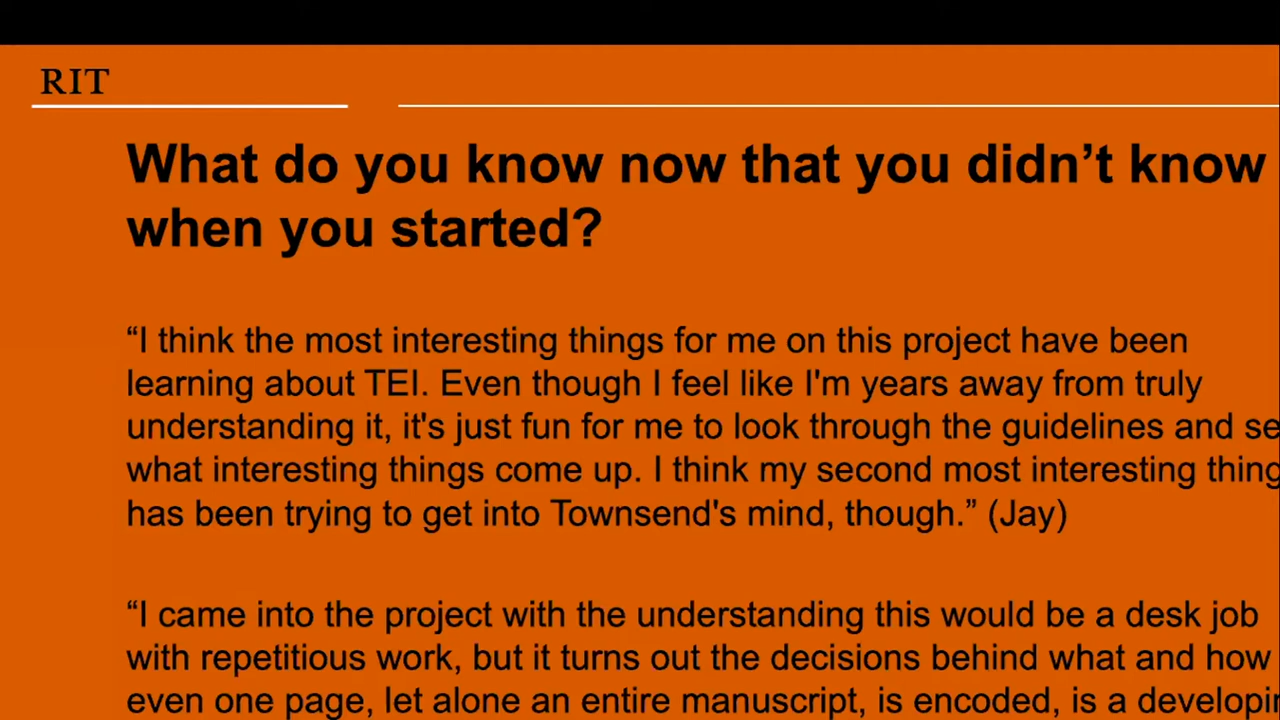 RIT
What do you know now that you didn’t know
when you started?
“I think the most interesting things for me on this project have been
learning about TEI. Even though I feel like I'm years away from truly
understanding it, it's just fun for me to look through the guidelines and
what interesting things come up. I think my second most interesting
has been trying to get into Townsend's mind, though.” (Jay)
“I came into the project with the understanding this would be a desk job
with repetitious work, but it turns out the decisions behind what and how
even one page, let alone an entire manuscript, is encoded, is a